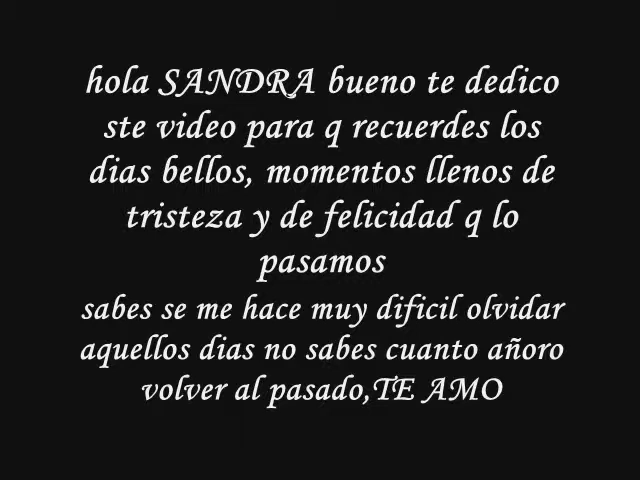 hola SANDRA bueno te dedico
ste video para q recuerdes los
dias bellos, momentos llenos de
tristeza y de felicidad q lo
pasamos
sabes se me hace muy dificil olvidar
aquellos dias no sabes cuanto añoro
volver al pasado,TE AMO